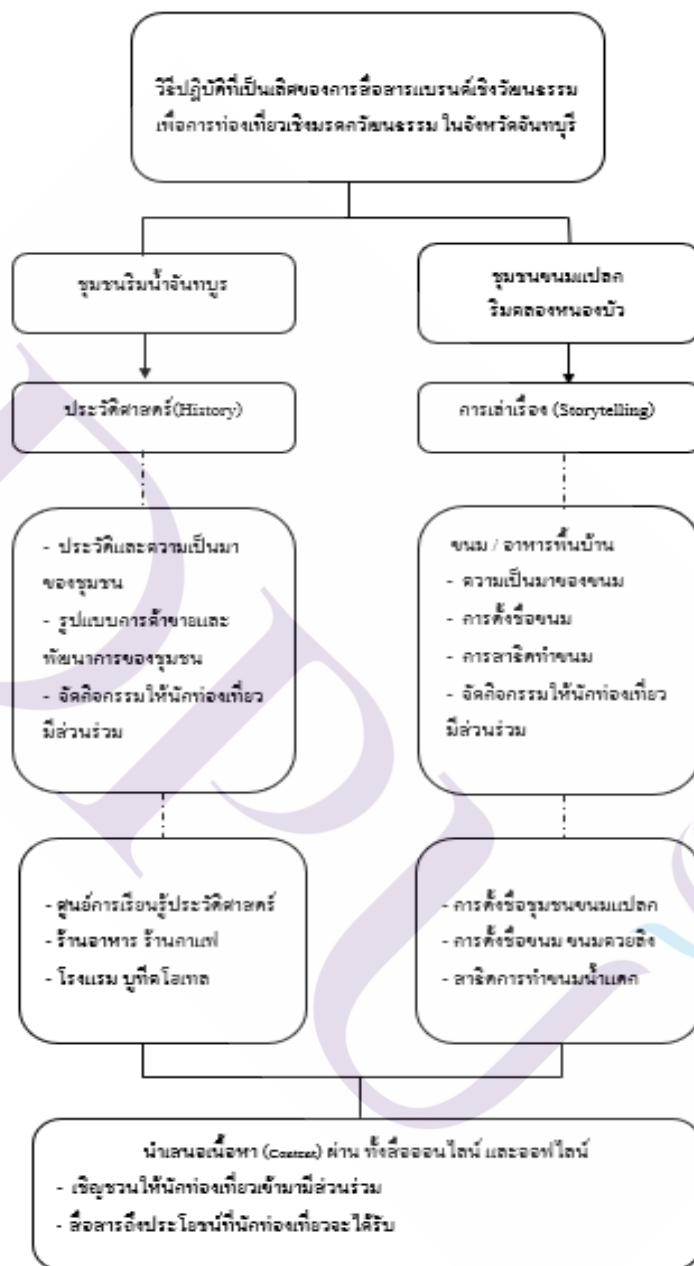 วิธีปฏิบัติที่เป็นเลิศของการสื่อสารแบรนด์เชิงวัฒนธรรม
เพื่อการท่องเที่ยวเชิงมรดกวัฒนธรรม ในจังหวัดจันทบุรี
ชุมชนริมน้ำจันทบูร
ชุมชนขนมแปลก
ริมคลองหนองบัว
ประวัติศาสตร์(History)
การเล่าเรื่อง (Storytelling)
- ประวัติและความเป็นมา
ของชุมชน
- รูปแบบการค้าขายและ
พัฒนาการของชุมชน
- จัดกิจกรรมให้นักท่องเที่ยว
มีส่วนร่วม
ขนม / อาหารพื้นบ้าน
- ความเป็นมาของขนม
- การตั้งชื่อขนม
- การสาธิตทำขนม
- จัดกิจกรรมให้นักท่องเที่ยว
มีส่วนร่วม
- ศูนย์การเรียนรู้ประวัติศาสตร์
- ร้านอาหาร ร้านกาแฟ
- โรงแรม บูทีคโฮเทล
- การตั้งชื่อชุมชนขนมแปลก
- การตั้งชื่อขนม ขนมควยลิง
- สาธิตการทำขนมน้ำแดก
นำเสนอเนื้อหา (Content) ผ่าน ทั้งสื่อออนไลน์ และออฟไลน์
- เชิญชวนให้นักท่องเที่ยวเข้ามามีส่วนร่วม
- สื่อสารถึงประโยชน์ที่นักท่องเที่ยวจะได้รับ
DPU